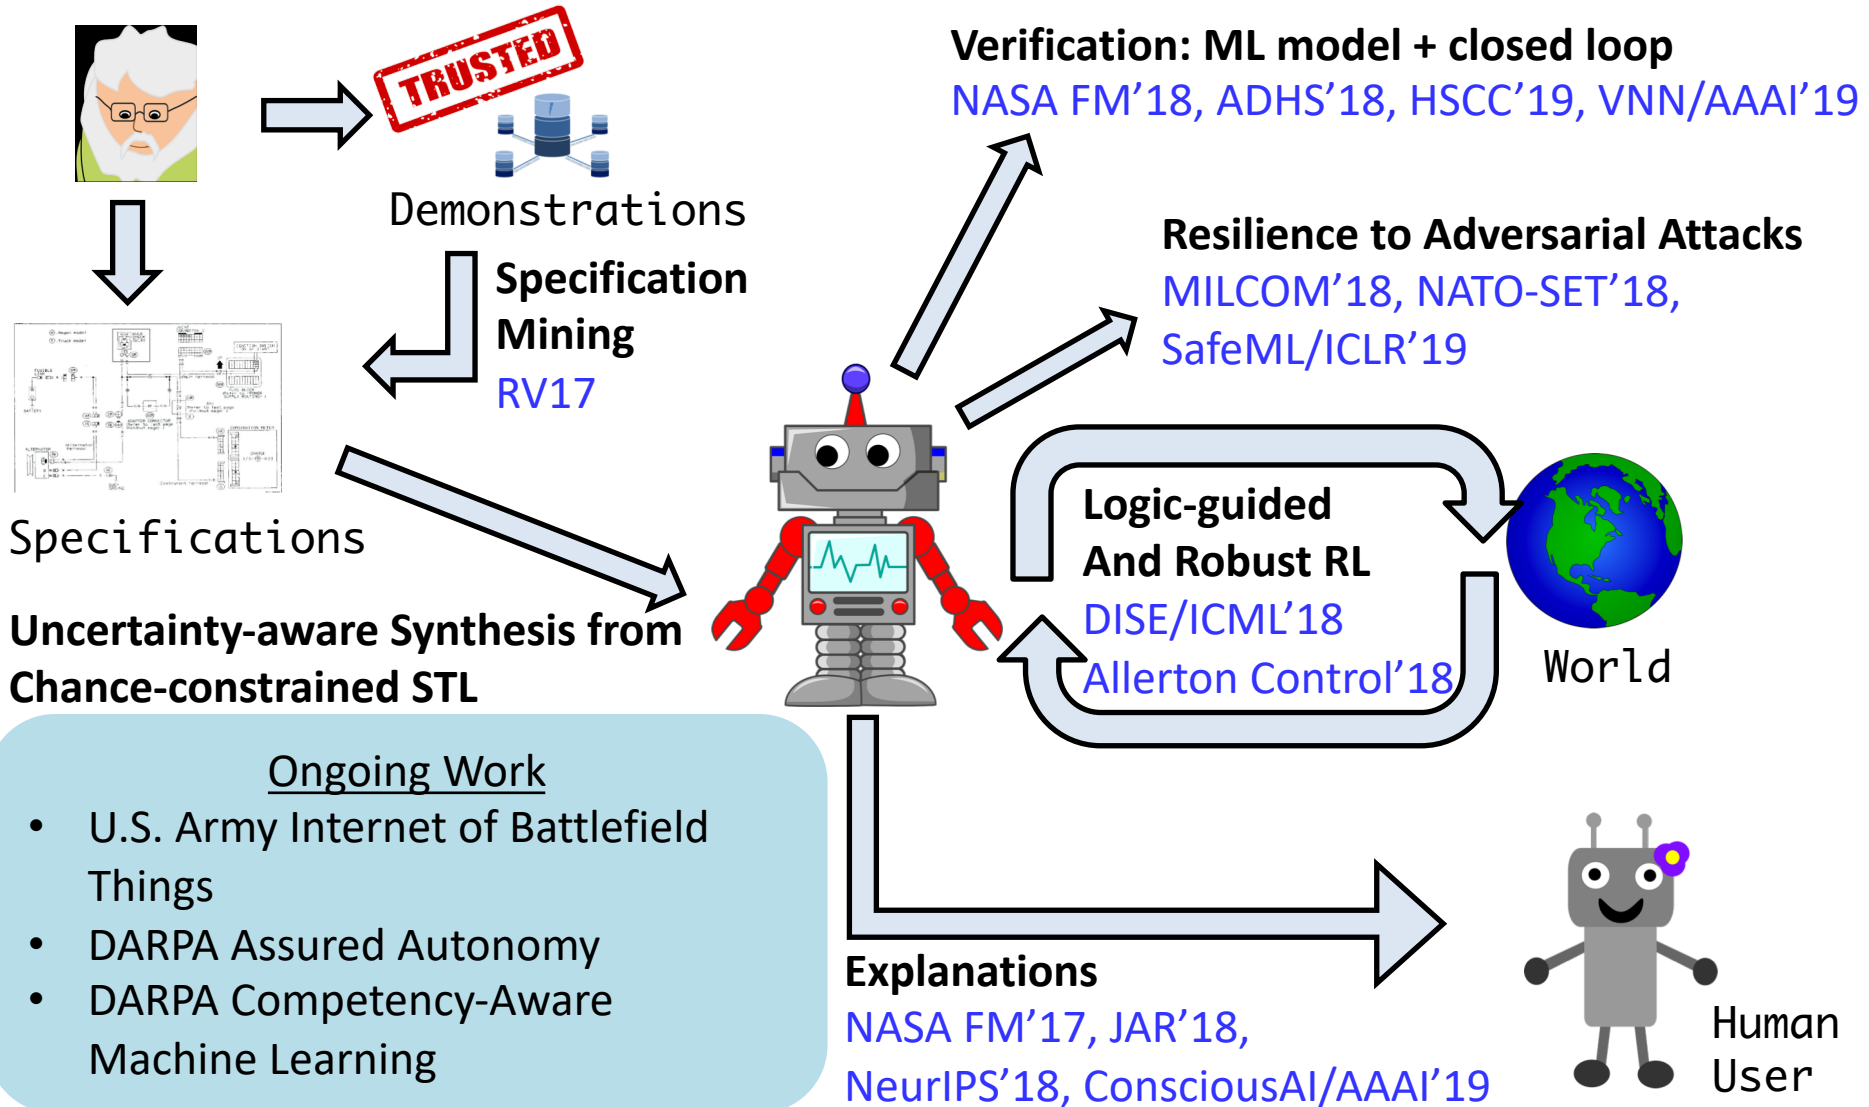 TRUSTED
Demonstrations
Specification
Mining
RV17
Specifications
Uncertainty-aware Synthesis from
Chance-constrained STL
Verification: ML model + closed loop
NASA FM’18, ADHS’18, HSCC’19, VNN/AAAI’19
Resilience to Adversarial Attacks
MILCOM’18, NATO-SET’18,
SafeML/ICLR’19
Logic-guided
And Robust RL
DISE/ICML’18
Allerton Control’18
World
Ongoing Work
• U.S. Army Internet of Battlefield
Things
• DARPA Assured Autonomy
• DARPA Competency-Aware
Machine Learning
Explanations
NASA FM’17, JAR’18,
NeurIPS’18, ConsciousAI/AAAI’19
Human
User